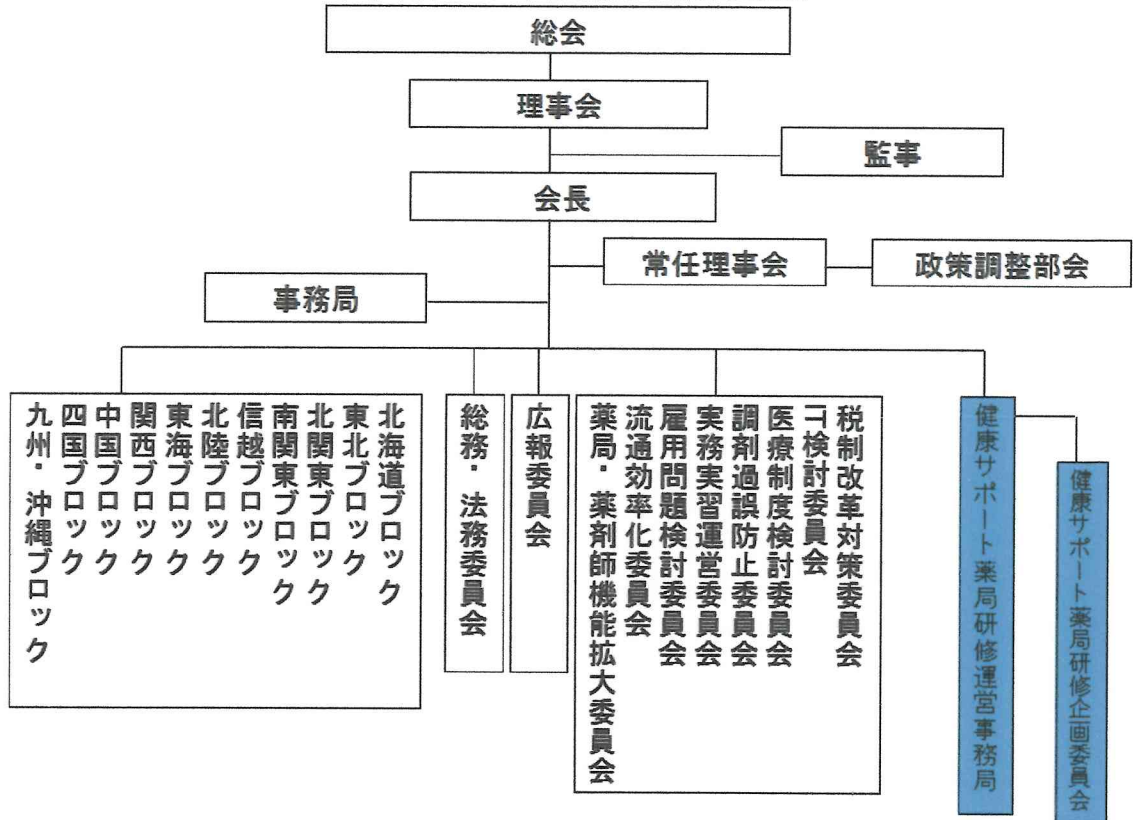 総会
理事会
監事
会長
常任理事会
政策調整部会
事務局
北海道ブロック
東北ブロック
北関東ブロック
南関東ブロック
信越ブロック
北陸ブロック
東海ブロック
関西ブロック
中国ブロック
四国ブロック
九州・沖縄ブロック
総務・法務委員会
広報委員会
税制改革対策委員会
IT検討委員会
医療制度検討委員会
調剤過誤防止委員会
実務実習運営委員会
雇用問題検討委員会
流通効率化委員会
薬局・薬剤師機能拡大委員会
健康サポート薬局研修運営事務局
健康サポート薬局研修企画委員会